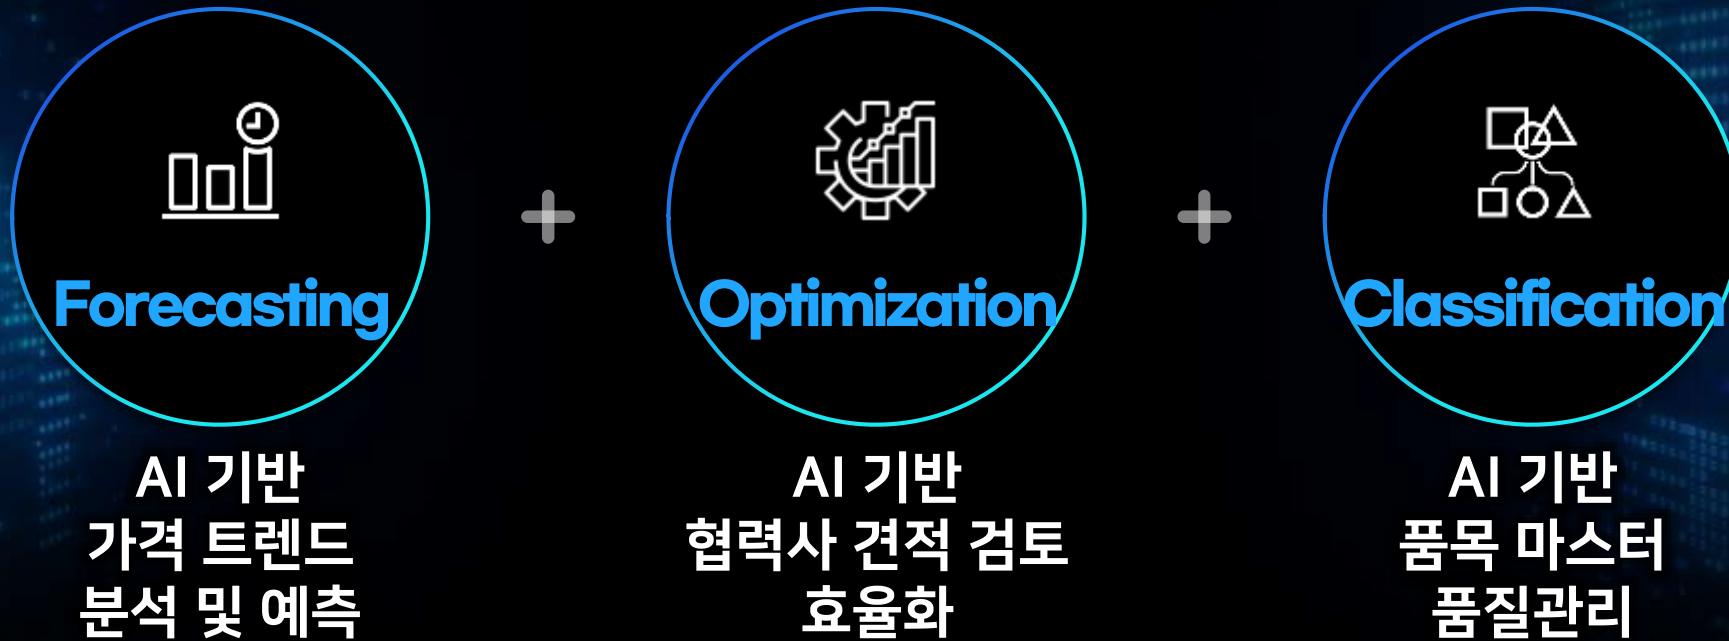 Forecasting
AI 기반
가격 트렌드
분석 및 예측
+
Optimization
AI 기반
협력사 견적 검토
효율화
+
Classification
AI 기반
품목 마스터
품질관리